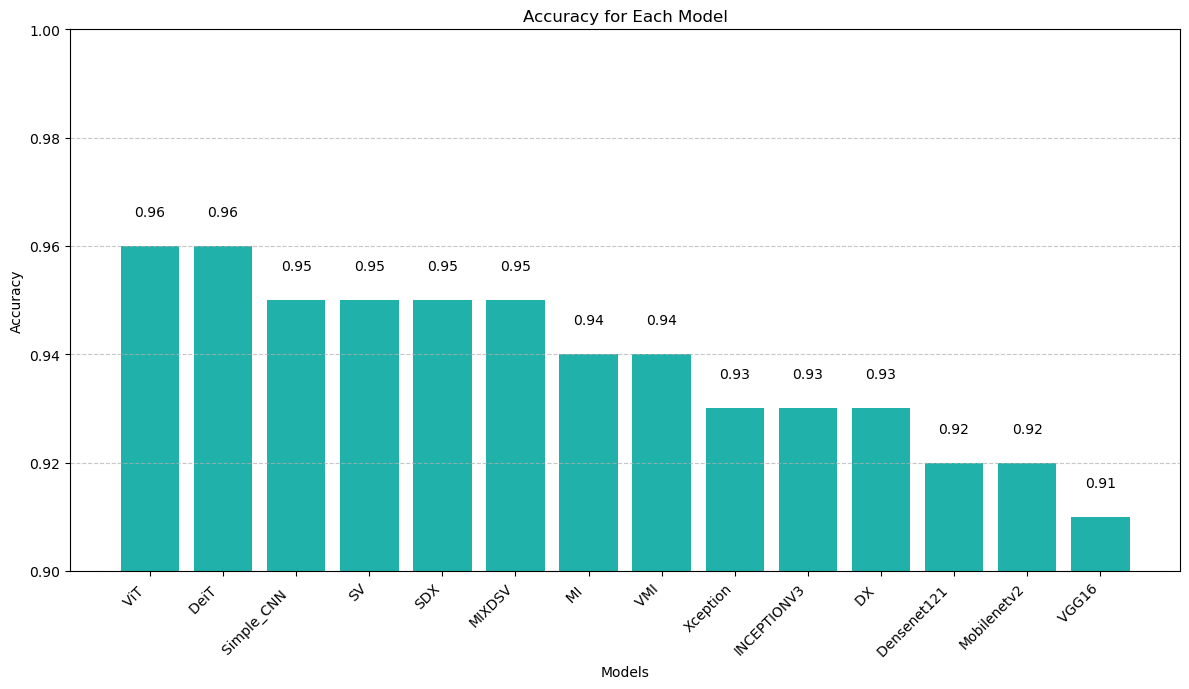 Accuracy for Each Model
1.00
0.98
0.96
0.94
0.92
0.90
Accuracy
0.96
0.96
0.95
0.95
0.95
0.95
0.94
0.94
0.93
0.93
0.93
0.92
0.92
0.91
ViT
DeiT
Simple_CNN
SV
SDX
MIXDSV
MI
VMI
Xception
INCEPTIONV3
DX
Densenet121
Mobilenetv2
VGG16
Models